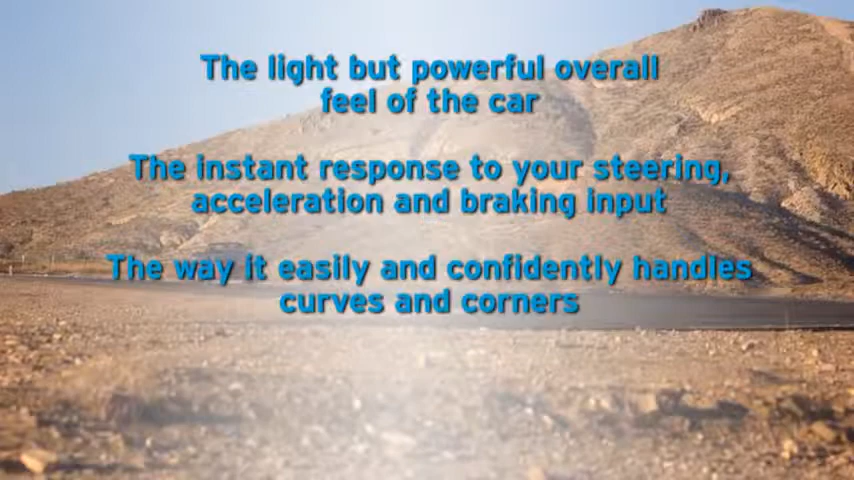 The light but powerful overall
feel of the car
The instant response to your steering,
acceleration and braking input
The way it easily and confidently handles
curves and corners